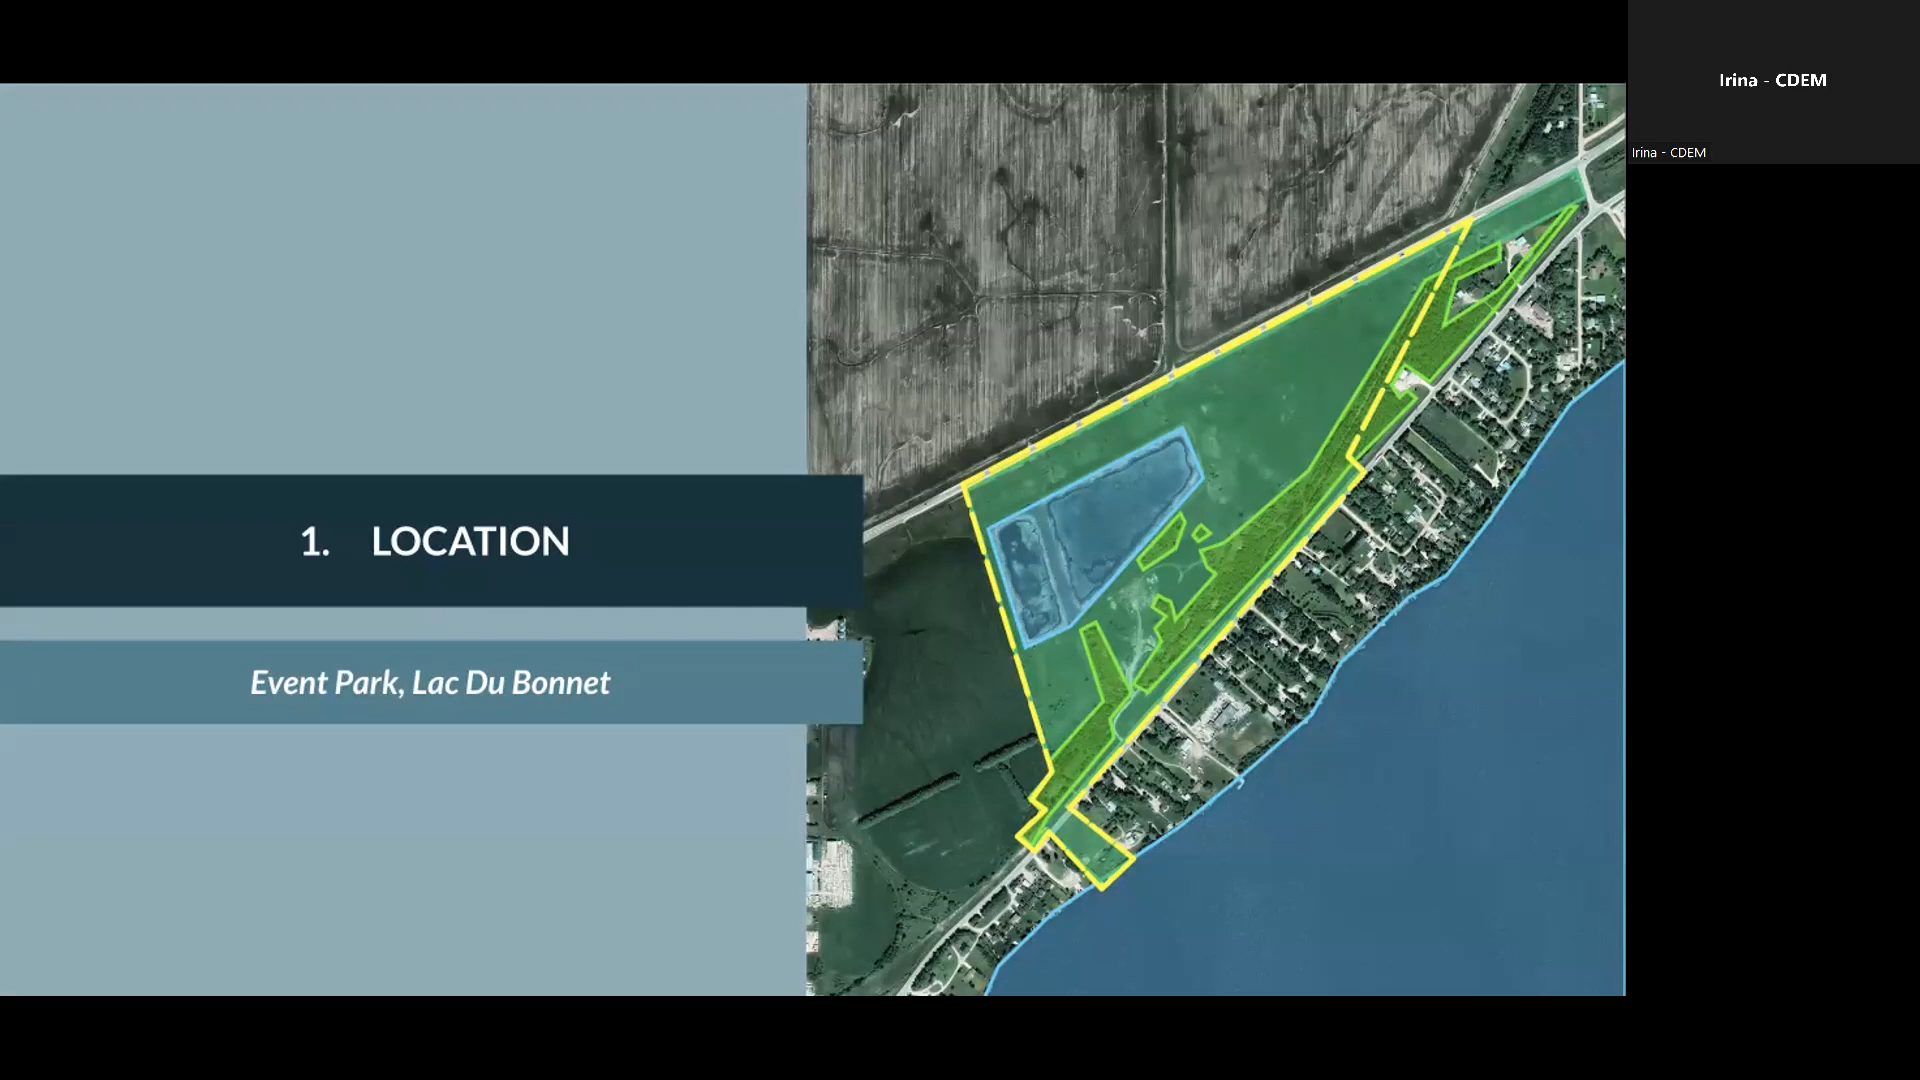 Irina - CDEM
Irina - CDEM
1. LOCATION
Event Park, Lac Du Bonnet